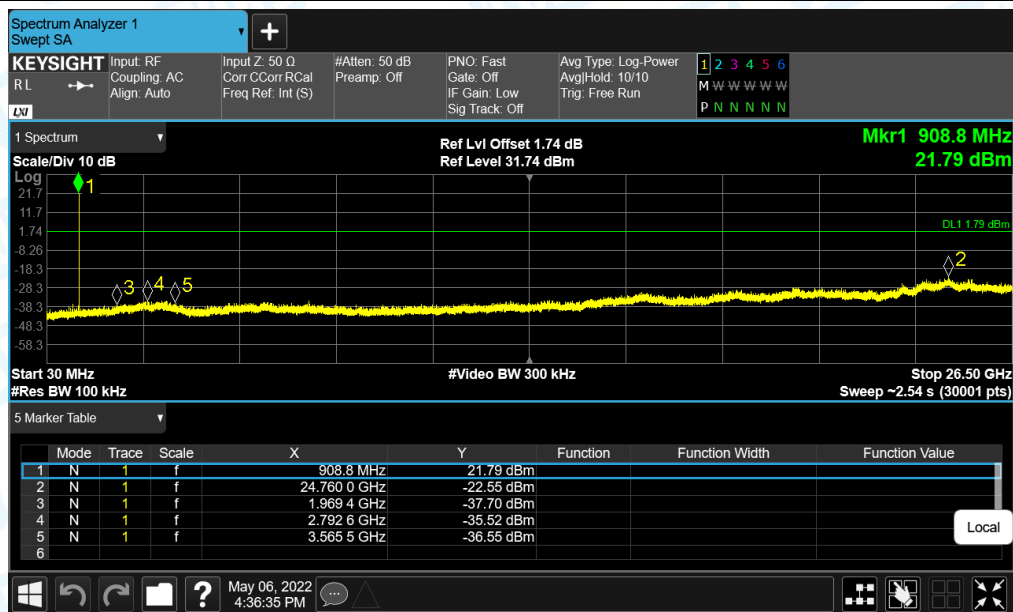 Spectrum Analyzer 1
Swept SA
+
KEYSIGHT
R L
LXI
Input: RF
Coupling: AC
Align: Auto
Input Z: 50 Ω
Corr CCorr RCal
Freq Ref: Int (S)
#Atten: 50 dB
Preamp: Off
PNO: Fast
Gate: Off
IF Gain: Low
Sig Track: Off
Avg Type: Log-Power
Avg|Hold: 10/10
Trig: Free Run
1 2 3 4 5 6
M W W W W W
P N N N N N
1 Spectrum
Scale/Div 10 dB
Ref Lvl Offset 1.74 dB
Ref Level 31.74 dBm
Mkr1 908.8 MHz
21.79 dBm
Log
21.7
11.7
1.74
-8.26
-18.3
-28.3
-38.3
-48.3
-58.3
1
3
4
5
2
DL1 1.79 dBm
Start 30 MHz
#Video BW 300 kHz
Stop 26.50 GHz
#Res BW 100 kHz
Sweep ~2.54 s (30001 pts)
5 Marker Table
Mode Trace Scale X Y Function Function Width Function Value
1 N 1 f 908.8 MHz 21.79 dBm
2 N 1 f 24.760 0 GHz -22.55 dBm
3 N 1 f 1.969 4 GHz -37.70 dBm
4 N 1 f 2.792 6 GHz -35.52 dBm
5 N 1 f 3.565 5 GHz -36.55 dBm
6
Local
?
May 06, 2022
4:36:35 PM